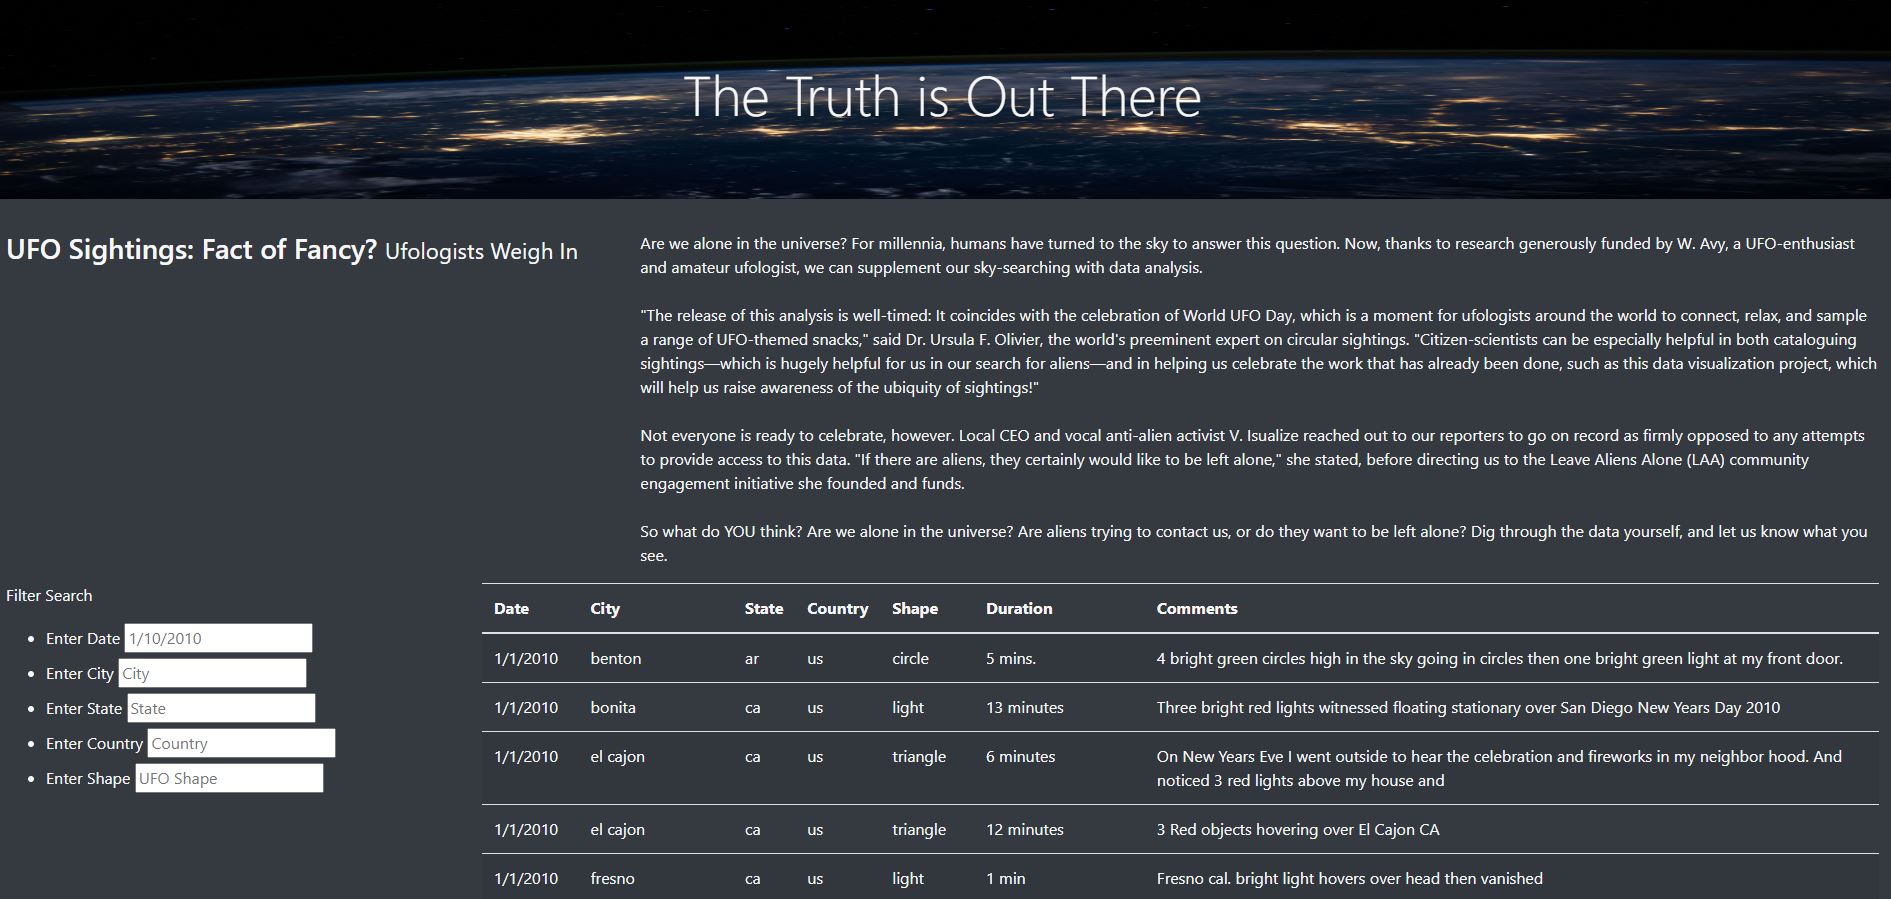 The Truth is Out There
UFO Sightings: Fact of Fancy? Ufologists Weigh In
Are we alone in the universe? For millennia, humans have turned to the sky to answer this question. Now, thanks to research generously funded by W. Avy, a UFO-enthusiast
and amateur ufologist, we can supplement our sky-searching with data analysis.
"The release of this analysis is well-timed: It coincides with the celebration of World UFO Day, which is a moment for ufologists around the world to connect, relax, and sample
a range of UFO-themed snacks," said Dr. Ursula F. Olivier, the world's preeminent expert on circular sightings. "Citizen-scientists can be especially helpful in both cataloguing
sightings—which is hugely helpful for us in our search for aliens—and in helping us celebrate the work that has already been done, such as this data visualization project, which
will help us raise awareness of the ubiquity of sightings!"
Not everyone is ready to celebrate, however. Local CEO and vocal anti-alien activist V. Isualize reached out to our reporters to go on record as firmly opposed to any attempts
to provide access to this data. "If there are aliens, they certainly would like to be left alone," she stated, before directing us to the Leave Aliens Alone (LAA) community
engagement initiative she founded and funds.
So what do YOU think? Are we alone in the universe? Are aliens trying to contact us, or do they want to be left alone? Dig through the data yourself, and let us know what you
see.
Filter Search
• Enter Date 1/10/2010
• Enter City City
• Enter State State
• Enter Country Country
• Enter Shape UFO Shape
Date City State Country Shape Duration Comments
1/1/2010 benton ar us circle 5 mins. 4 bright green circles high in the sky going in circles then one bright green light at my front door.
1/1/2010 bonita ca us light 13 minutes Three bright red lights witnessed floating stationary over San Diego New Years Day 2010
1/1/2010 el cajon ca us triangle 6 minutes On New Years Eve I went outside to hear the celebration and fireworks in my neighbor hood. And
noticed 3 red lights above my house and
1/1/2010 el cajon ca us triangle 12 minutes 3 Red objects hovering over El Cajon CA
1/1/2010 fresno ca us light 1 min Fresno cal. bright light hovers over head then vanished